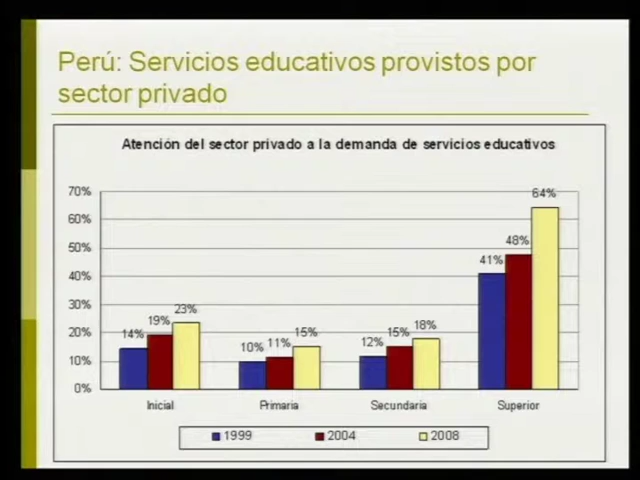 Perú: Servicios educativos provistos por
sector privado
Atención del sector privado a la demanda de servicios educativos
70%
60%
50%
40%
30%
20%
10%
0%
14% 19% 23%
10% 11% 15%
12% 15% 18%
41% 48% 64%
Inicial Primaria Secundaria Superior
1999 2004 2008